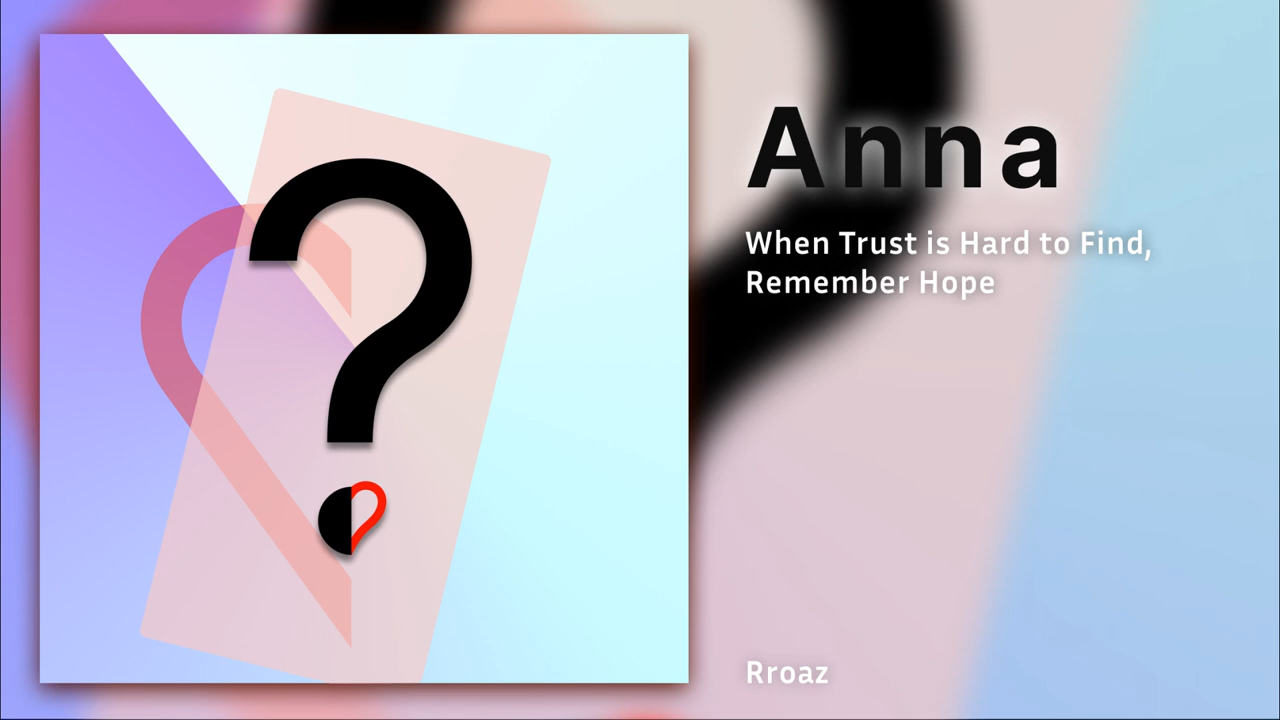 ?
Anna
When Trust is Hard to Find,
Remember Hope
Rroaz